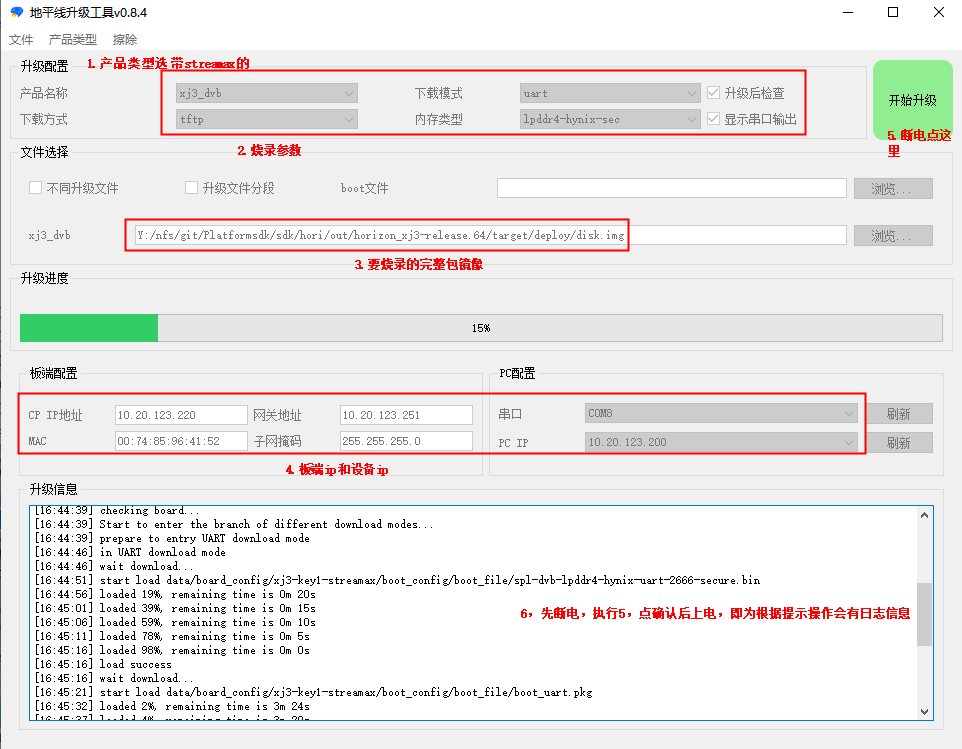 地平线升级工具v0.8.4
文件 产品类型 擦除
升级配置 1. 产品类选 带streamax的
产品名称 xj3_dvb 下载模式 uart 升级后检查
下载方式 tftp 内存类型 lpddr4-hynix-sec 显示串口输出
开始升级
2. 烧录参数
5. 断电点这
里
文件选择
不同升级文件 升级文件分段 boot文件 浏览...
xj3_dvb Y:/nfs/git/Platformsdk/sdk/hori/out/horizon_xj3-release.64/target/deploy/disk.img 浏览...
3. 要烧录的完整包镜像
升级进度
15%
板端配置 PC配置
CP IP地址 10.20.123.220 网关地址 10.20.123.251 串口 COM8 刷新
MAC 00:74:85:96:41:52 子网掩码 255.255.255.0 PC IP 10.20.123.200 刷新
4. 板端ip和设备ip
升级信息
[16:44:39] checking board...
[16:44:39] Start to enter the branch of different download modes...
[16:44:39] prepare to entry UART download mode
[16:44:46] in UART download mode
[16:44:46] wait download...
[16:44:51] start load data/board_config/xj3-key1-streamax/boot_config/boot_file/spl-dvb-lpddr4-hynix-uart-2666-secure.bin
[16:44:56] loaded 19%, remaining time is 0m 20s
[16:45:01] loaded 39%, remaining time is 0m 15s
[16:45:06] loaded 59%, remaining time is 0m 10s
6，先断电，执行5，点确认后上电，即为根据提示操作会有日志信息
[16:45:11] loaded 78%, remaining time is 0m 5s
[16:45:16] loaded 98%, remaining time is 0m 0s
[16:45:16] load success
[16:45:16] wait download...
[16:45:21] start load data/board_config/xj3-key1-streamax/boot_config/boot_file/boot_uart.pkg
[16:45:32] loaded 2%, remaining time is 3m 24s
[16:45:37] loaded 4%, remaining time is 3m 20s